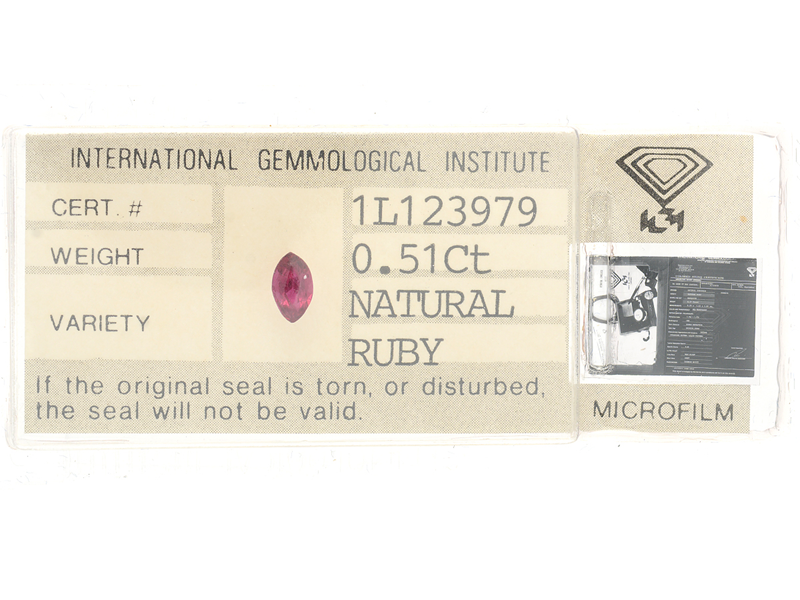 INTERNATIONAL GEMMOLOGICAL INSTITUTE
CERT. # 1L123979
WEIGHT 0.51Ct
VARIETY NATURAL
RUBY
If the original seal is torn, or disturbed,
the seal will not be valid.
MICROFILM